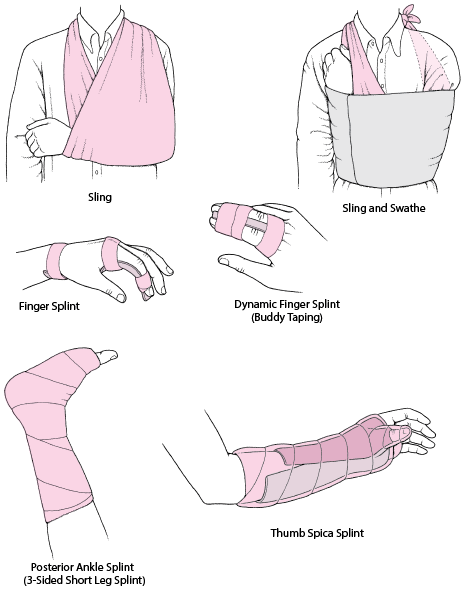 Sling
Sling and Swathe
Finger Splint
Dynamic Finger Splint
(Buddy Taping)
Posterior Ankle Splint
(3-Sided Short Leg Splint)
Thumb Spica Splint